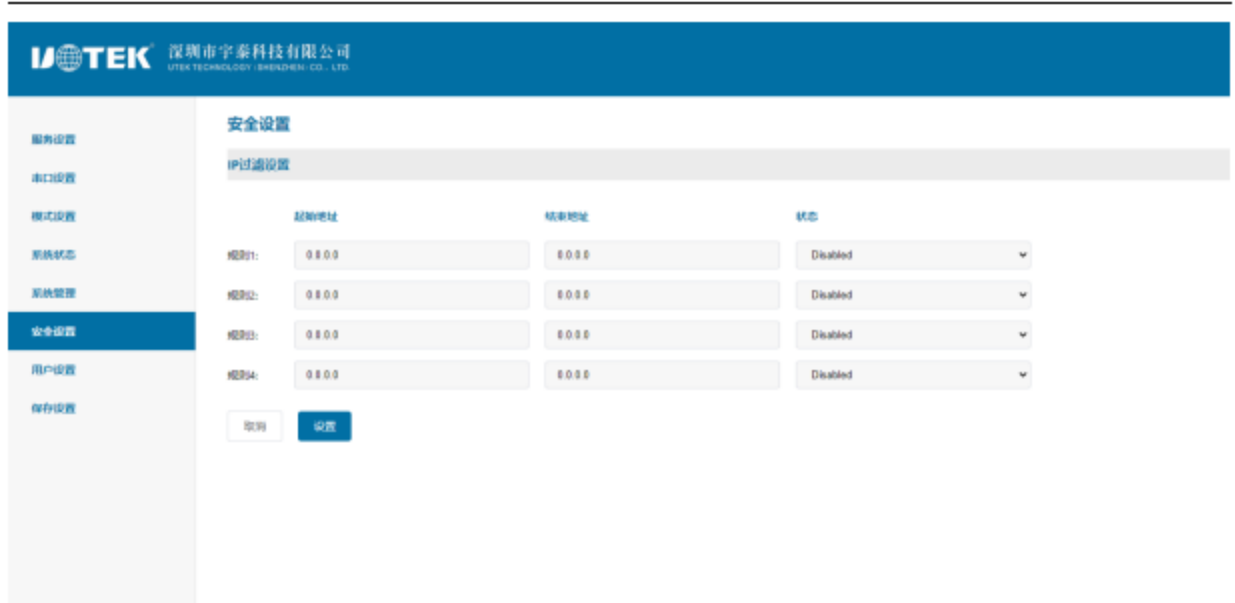 UOTEK 深圳市宇泰科技有限公司
UTEK TECHNOLOGY (SHENZHEN) CO., LTD.
安全设置
服务设置
IP过滤设置
串口设置
模式设置
起始地址 结束地址 状态
系统状态
规则1: 0.0.0.0 0.0.0.0 Disabled
系统管理
规则2: 0.0.0.0 0.0.0.0 Disabled
安全设置
规则3: 0.0.0.0 0.0.0.0 Disabled
用户设置
规则4: 0.0.0.0 0.0.0.0 Disabled
保存设置
取消 设置